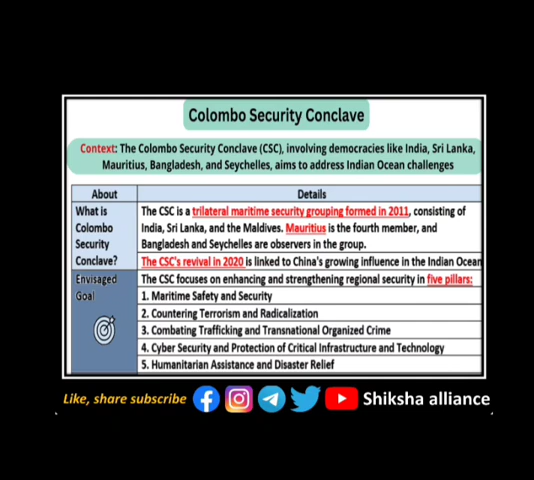 Colombo Security Conclave
Context: The Colombo Security Conclave (CSC), involving democracies like India, Sri Lanka,
Mauritius, Bangladesh, and Seychelles, aims to address Indian Ocean challenges
About
Details
What is
Colombo
Security
Conclave?
The CSC is a trilateral maritime security grouping formed in 2011, consisting of
India, Sri Lanka, and the Maldives. Mauritius is the fourth member, and
Bangladesh and Seychelles are observers in the group.
The CSC's revival in 2020 is linked to China's growing influence in the Indian Ocean
Envisaged
Goal
The CSC focuses on enhancing and strengthening regional security in five pillars:
1. Maritime Safety and Security
2. Countering Terrorism and Radicalization
3. Combating Trafficking and Transnational Organized Crime
4. Cyber Security and Protection of Critical Infrastructure and Technology
5. Humanitarian Assistance and Disaster Relief
Like, share subscribe
Shiksha alliance